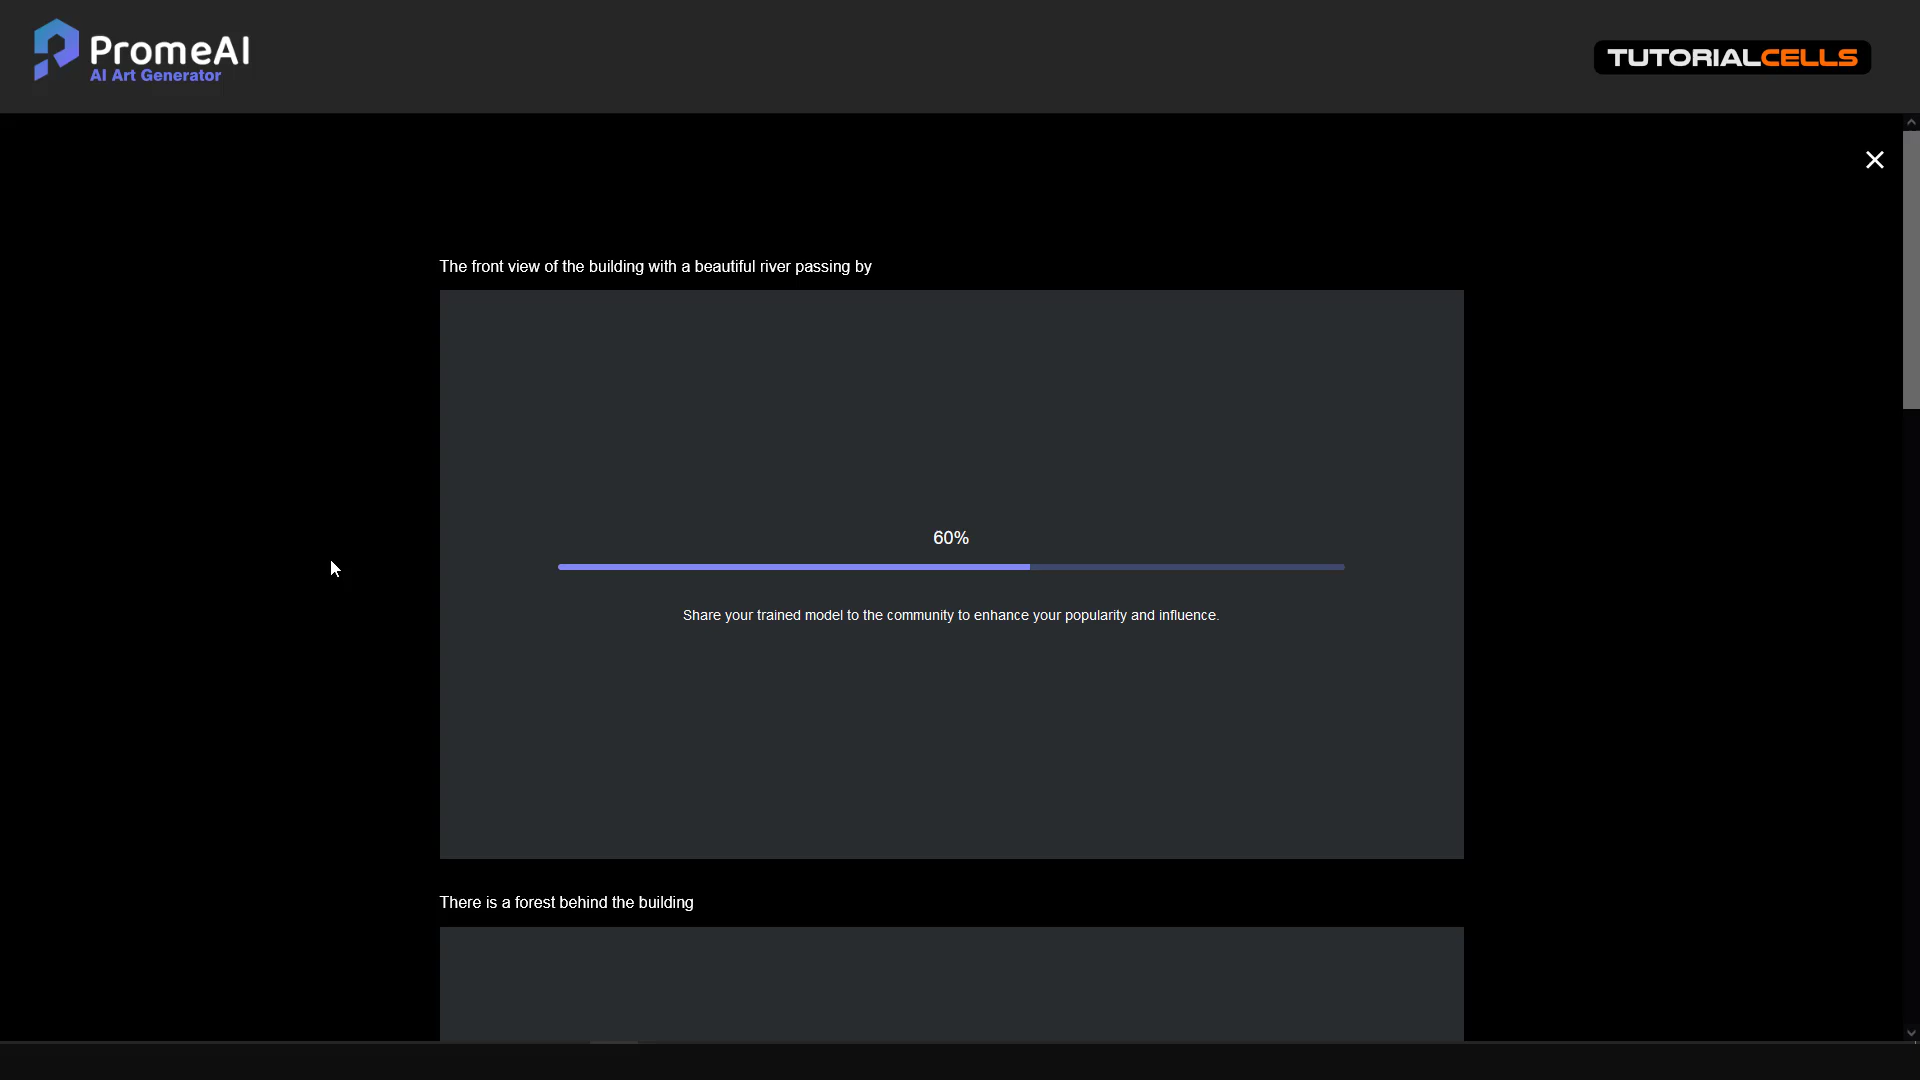 PromeAI
AI Art Generator
TUTORIALCELLS
The front view of the building with a beautiful river passing by
60%
Share your trained model to the community to enhance your popularity and influence.
There is a forest behind the building